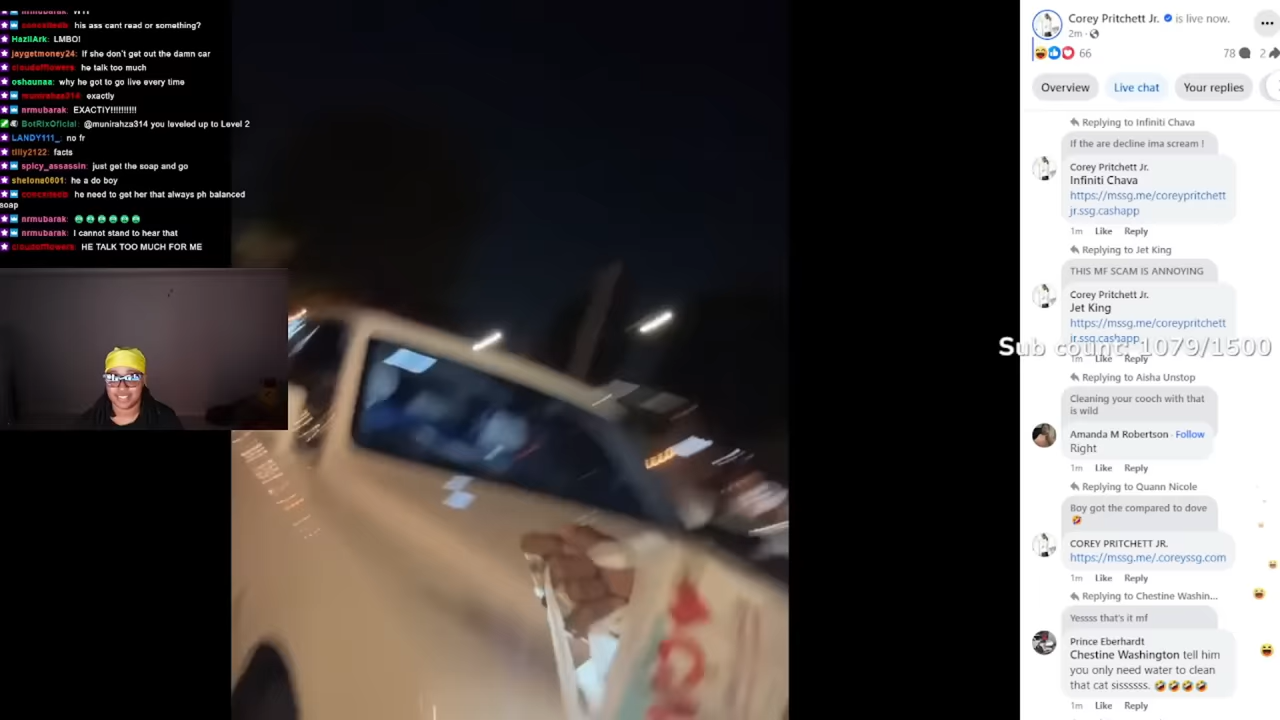 his ass cant read or something?
HazilArk: LMBO!
jaygetmoney24: If she don't get out the damn car
he talk too much
oshaunaa: why he got to go live every time
munirahza314 exactly
nrmubarak: EXACTIY!!!!!!!!!!
BotRixOficial: @munirahza314 you leveled up to Level 2
LANDY111_: no fr
tilly2122: facts
spicy_assassin: just get the soap and go
shelona0601: he a do boy
he need to get her that always ph balanced
soap
nrmubarak:
nrmubarak: I cannot stand to hear that
HE TALK TOO MUCH FOR ME
Corey Pritchett Jr. is live now.
2m
66
78
2
Overview
Live chat
Your replies
Replying to Infiniti Chava
If the are decline ima scream !
Corey Pritchett Jr.
Infiniti Chava
https://mssg.me/coreypritchett
jr.ssg.cashapp
1m Like Reply
Replying to Jet King
THIS MF SCAM IS ANNOYING
Corey Pritchett Jr.
Jet King
https://mssg.me/coreypritchett
jr.ssg.cashapp
Sub count: 1079/1500
1m Like Reply
Replying to Aisha Unstop
Cleaning your cooch with that
is wild
Amanda M Robertson · Follow
Right
1m Like Reply
Replying to Quann Nicole
Boy got the compared to dove
🤣
COREY PRITCHETT JR.
https://mssg.me/.coreyssg.com
1m Like Reply
Replying to Chestine Washin...
Yessss that's it mf
Prince Eberhardt
Chestine Washington tell him
you only need water to clean
that cat sissssss. 🤣🤣🤣🤣
1m Like Reply